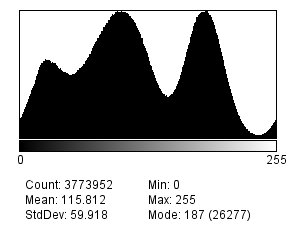 0
255
Count: 3773952 Min: 0
Mean: 115.812 Max: 255
StdDev: 59.918 Mode: 187 (26277)